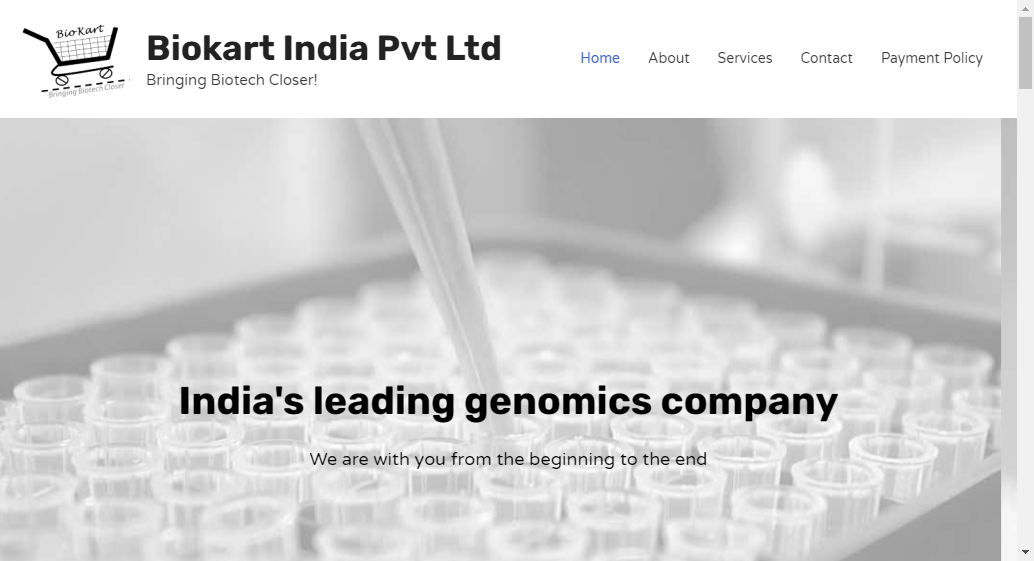 Bio-Kart
Bringing Biotech Closer
Biokart India Pvt Ltd
Bringing Biotech Closer!
Home About Services Contact Payment Policy
India's leading genomics company
We are with you from the beginning to the end